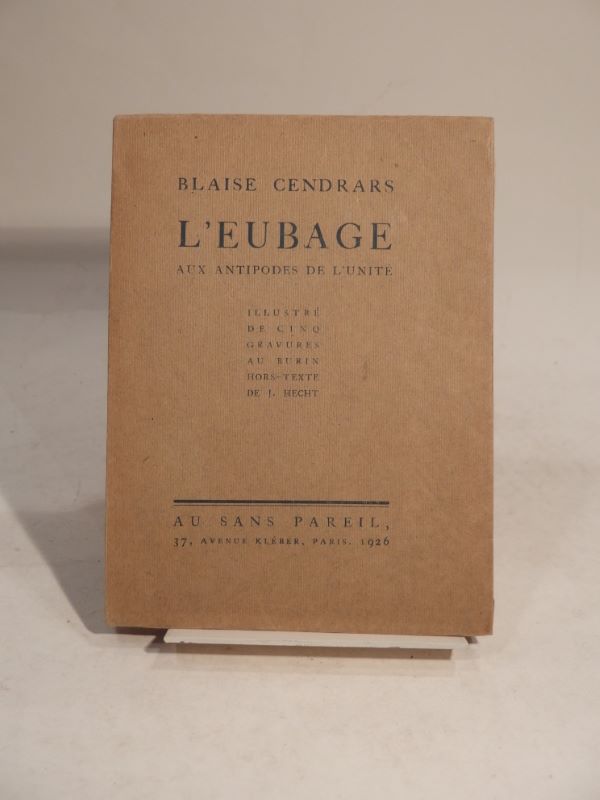 BLAISE CENDRARS
L'EUBAGE
AUX ANTIPODES DE L'UNITÉ
ILLUSTRÉ
DE CINQ
GRAVURES
AU BURIN
HORS-TEXTE
DE J. HECHT
AU SANS PAREIL,
37, AVENUE KLÉBER, PARIS. 1926